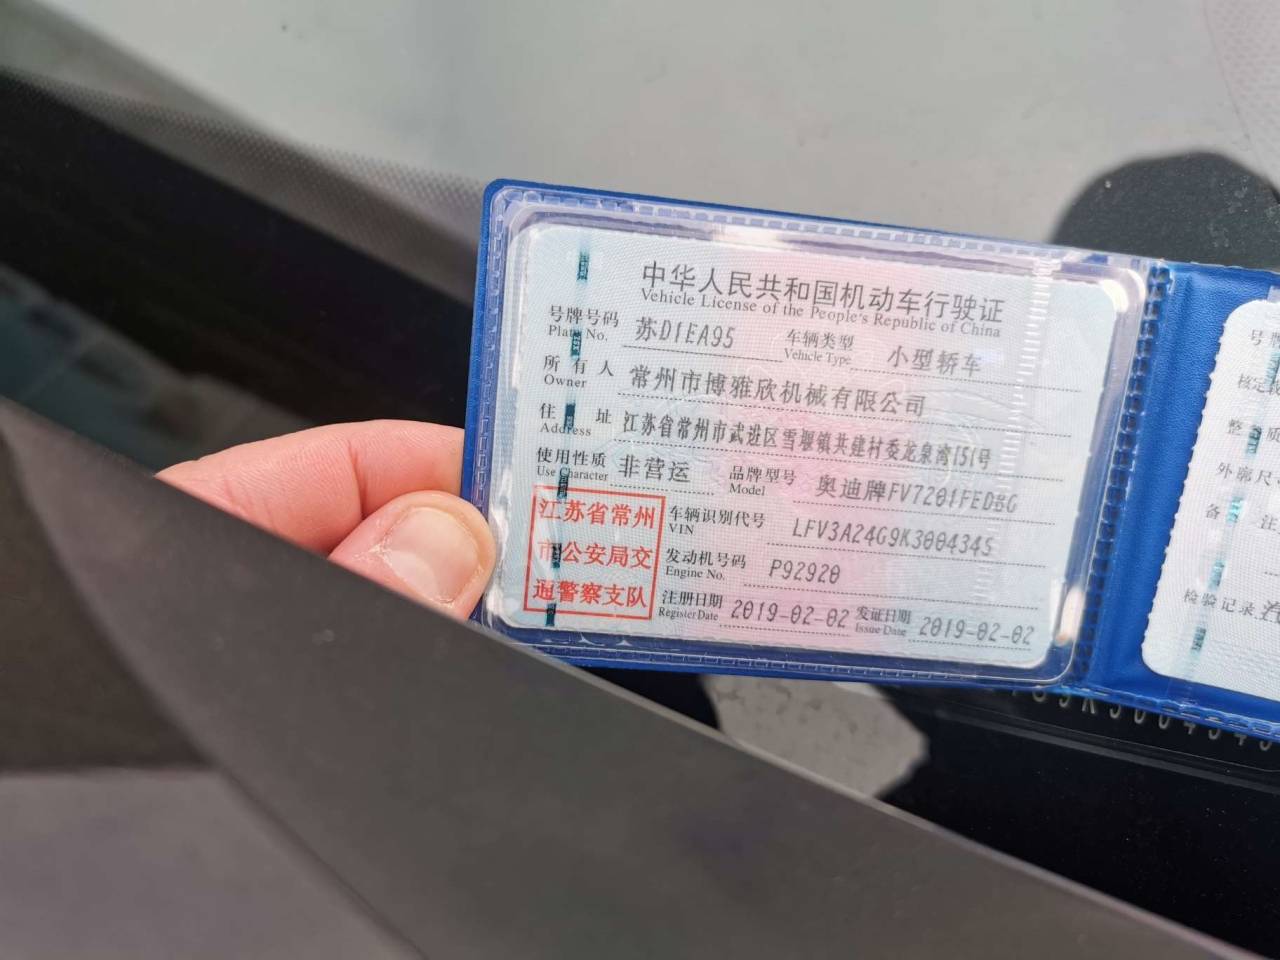 中华人民共和国机动车行驶证
Vehicle License of the People's Republic of China
号牌号码 苏D1EA95 车辆类型 小型轿车
Plate No. Vehicle Type
所有人 常州市博雅欣机械有限公司
Owner
住址 江苏省常州市武进区雪堰镇共建村委龙泉湾151号
Address
使用性质 非营运 品牌型号 奥迪牌FV7201FEDBG
Use Character Model
江苏省常州
市公安局交
通警察支队
车辆识别代号 LFV3A24G9K3004345
VIN
发动机号码 P92920
Engine No.
注册日期 2019-02-02 发证日期 2019-02-02
Register Date Issue Date
号牌
核定
整 质
外廓尺
备 注
检验记录